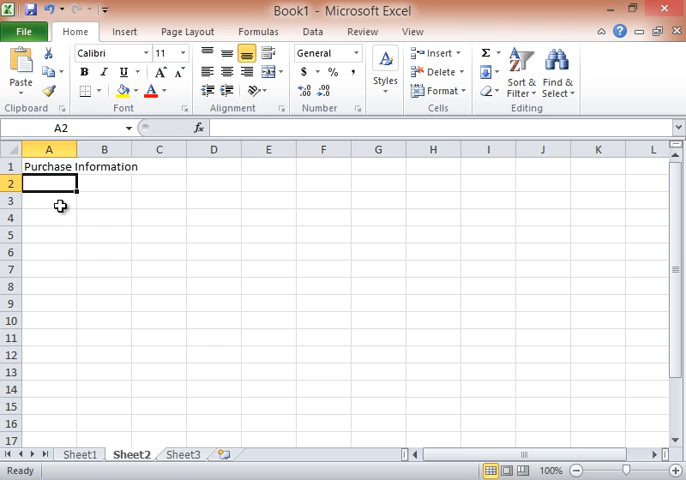 Book1 - Microsoft Excel
File Home Insert Page Layout Formulas Data Review View
Paste
Clipboard
Calibri 11
B I U A A
A
Font
Alignment
General
$ % ,
.00 .0
Number
A
Styles
Insert
Delete
Format
Cells
Σ
Sort & Filter
Find & Select
Editing
A2 fx
A B C D E F G H I J K L
1 Purchase Information
2
3
4
5
6
7
8
9
10
11
12
13
14
15
16
17
Sheet1 Sheet2 Sheet3
Ready 100%